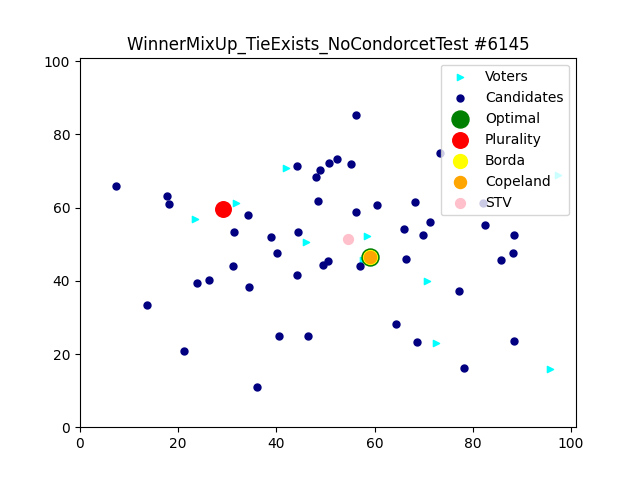 WinnerMixUp_TieExists_NoCondorcetTest #6145
100
80
60
40
20
0
0 20 40 60 80 100
Voters
Candidates
Optimal
Plurality
Borda
Copeland
STV